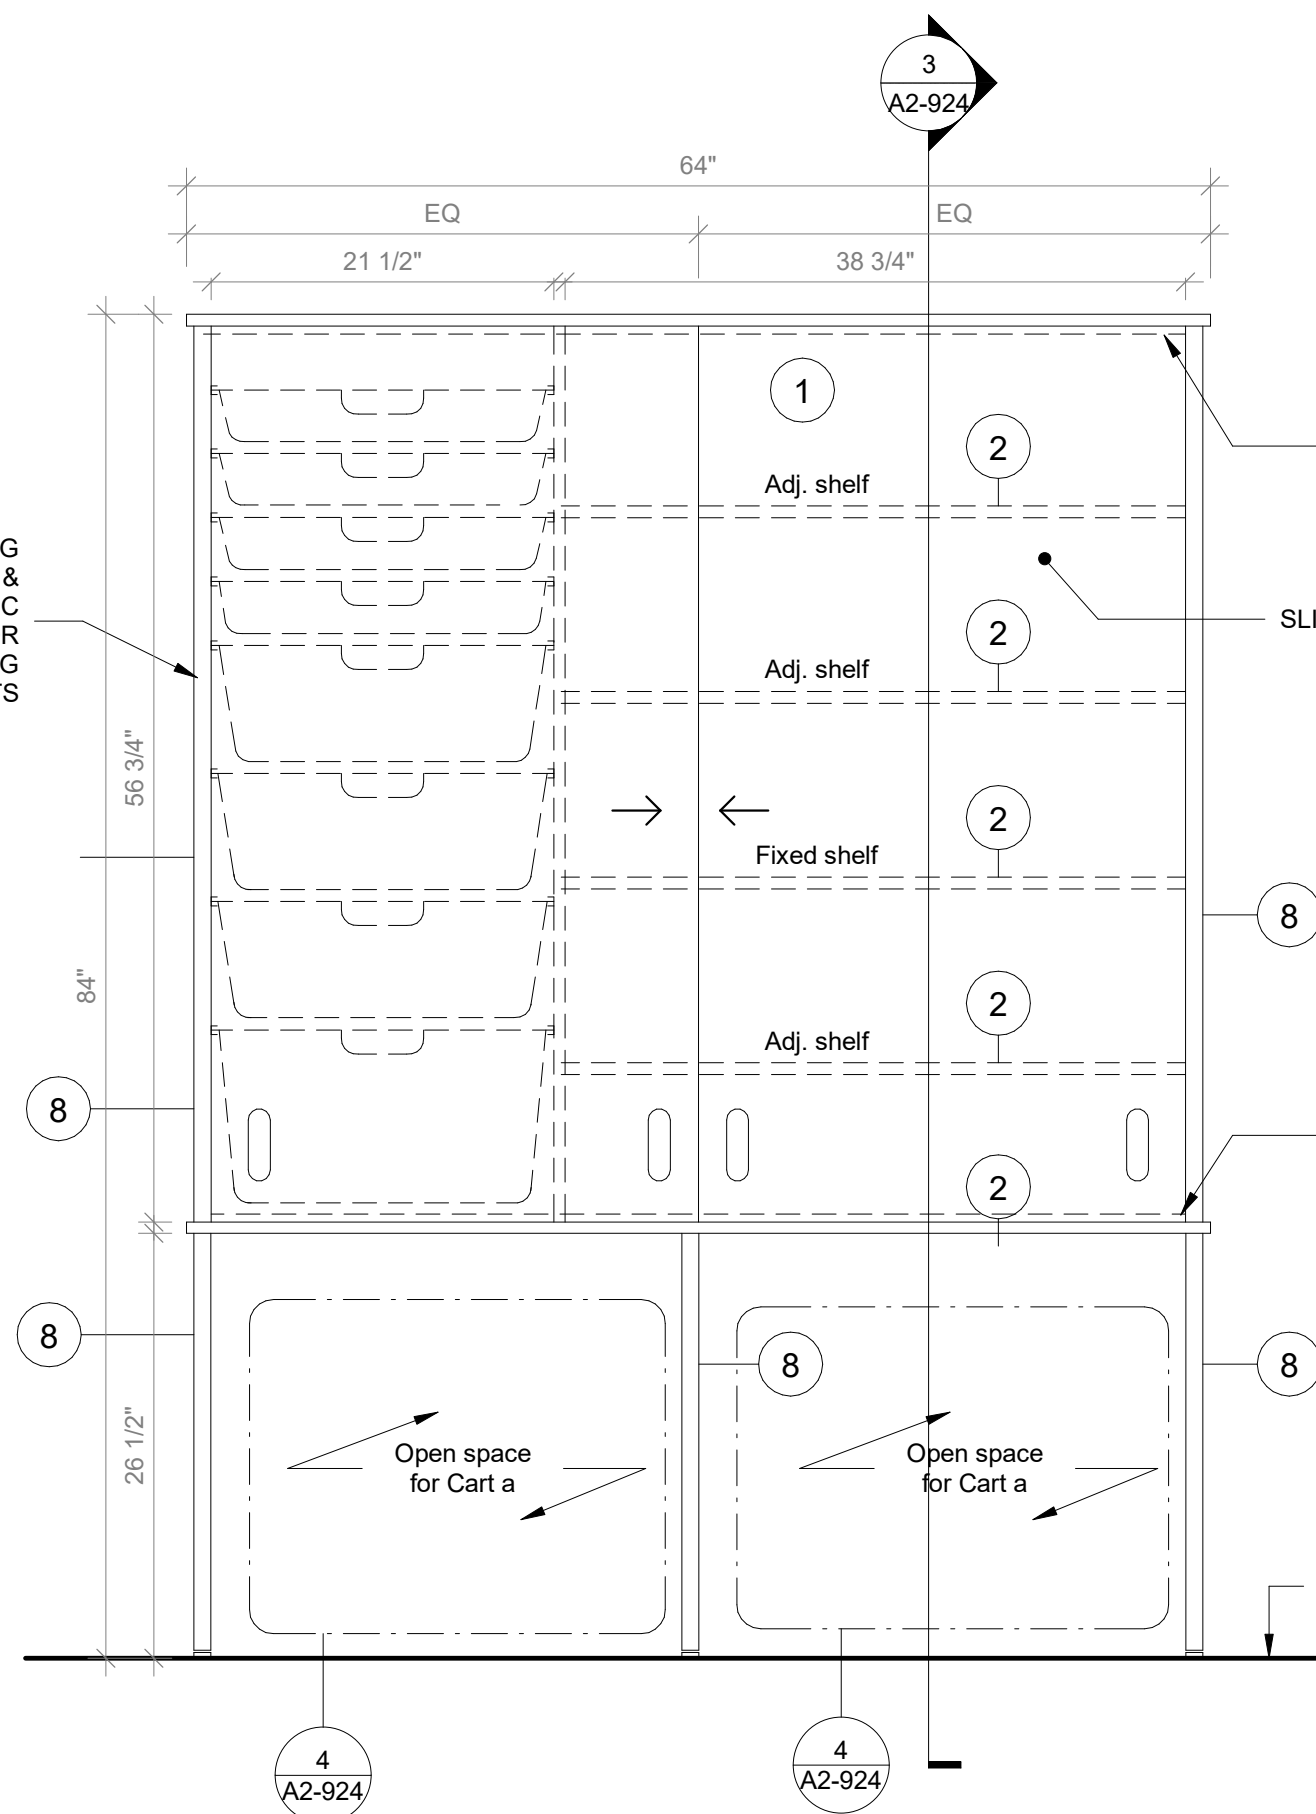 3
A2-924
64"
EQ
EQ
21 1/2"
38 3/4"
1
2
Adj. shelf
G
&
C
R
G
TS
SLI
2
Adj. shelf
56 3/4"
2
Fixed shelf
8
84"
2
Adj. shelf
8
2
8
8
8
26 1/2"
Open space
for Cart a
Open space
for Cart a
4
A2-924
4
A2-924